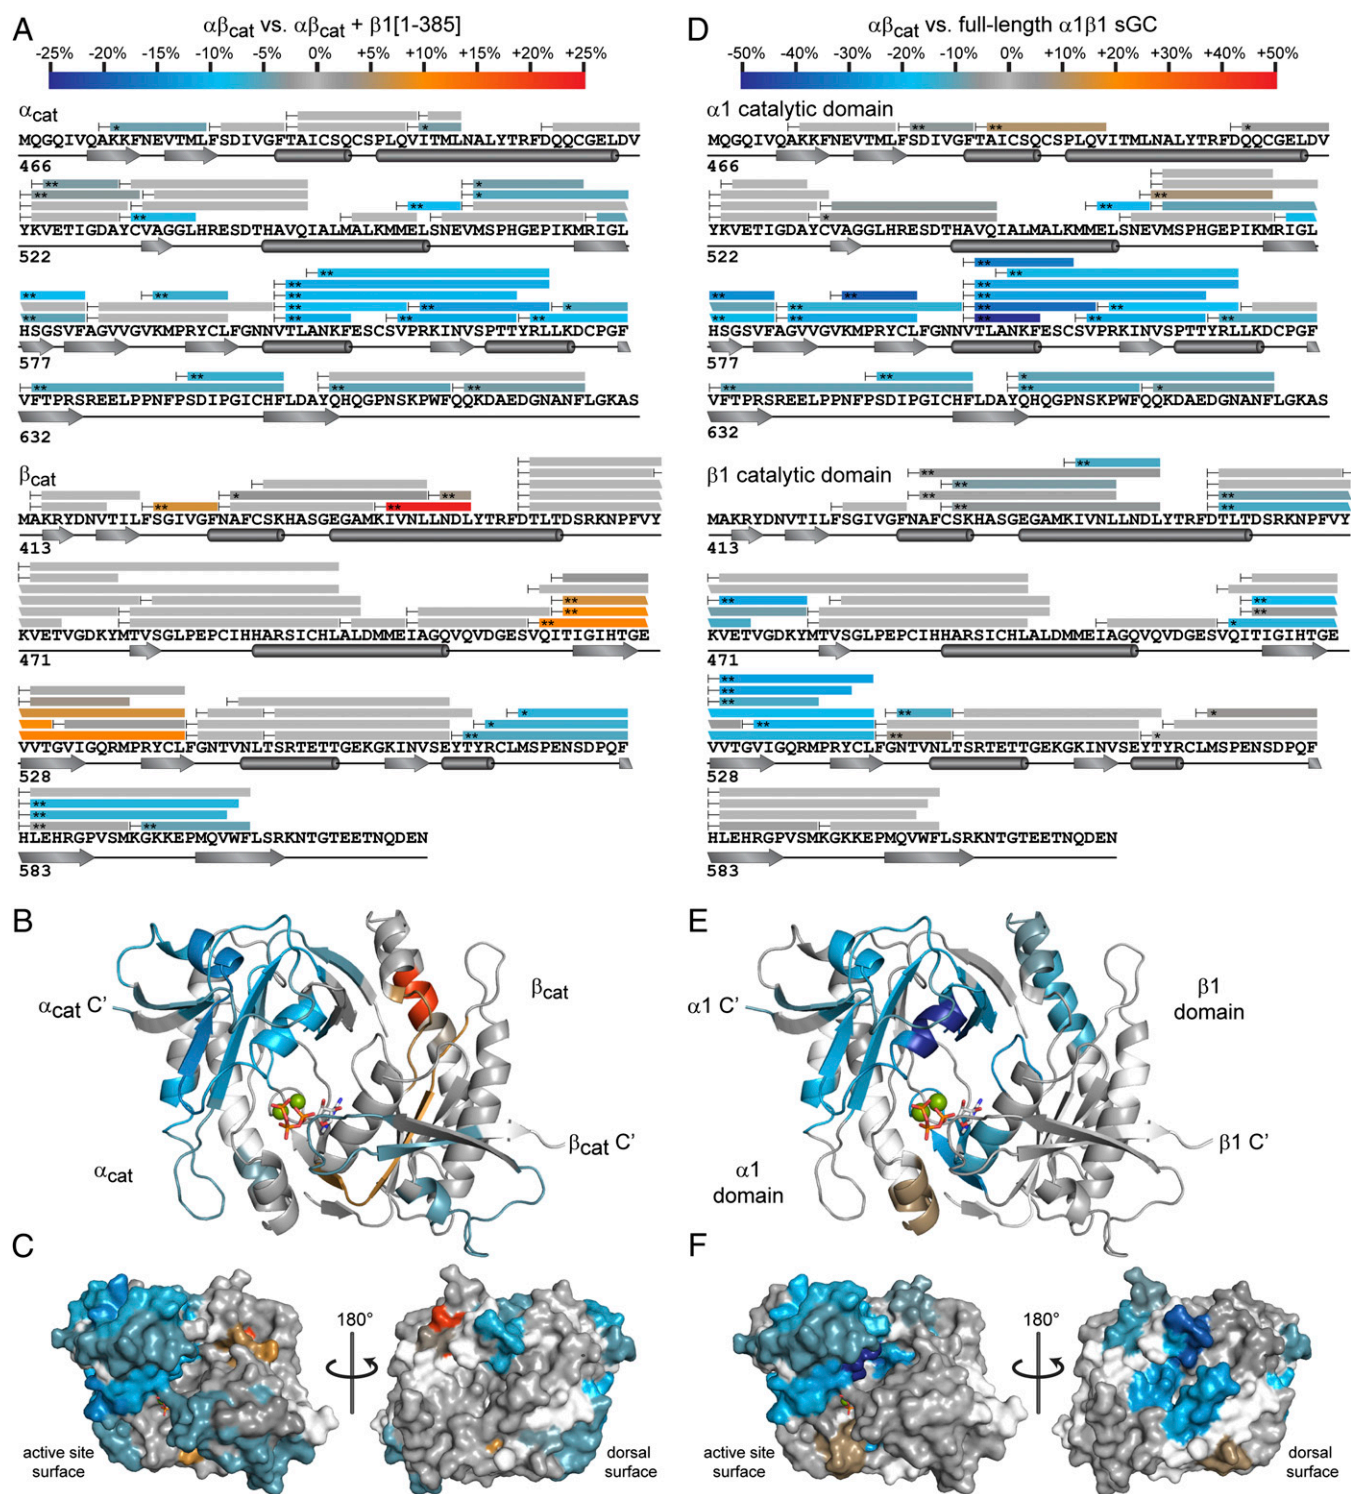 A
αβcat vs. αβcat + β1[1-385]
-25% -20% -15% -10% -5% 0% +5% +10% +15% +20% +25%
αcat
MQGQIVQAKKFNEVTMLFSDIVGFTAICSQCSPLQVITMLNALYTRFDQQCGELDV
466
YKVETIGDAYCVAGGLHRESDTHAVQIALMALKMMELSNEVMSPHGEPIKMRIGL
522
HSGSVFAGVVGVKMPRYCLFGNNVTLANKFESCSVPRKINVSPTTYRLLKDCPGF
577
VFTPRSREELPPNFPSDIPGICHFLDAYQHQGPNSKPWFQQKDAEDGNANFLGKAS
632
βcat
MAKRYDNVTILFSGIVGFNAFCSKHASGEGAMKIVNLLNDLYTRFDTLTDSRKNPFVY
413
KVETVGDKYMTVSGLPEPCIHHARSICHLALDMMEIAGQVQVDGESVQITIGIHTGE
471
VVTGVIGQRMPRYCLFGNTVNLTSRTETTGEKGKINVSEYTYRCLMSPENSDPQF
528
HLEHRGPVSMKGKKEPMQVWFLSRKNTGTEETNQDEN
583
D
αβcat vs. full-length α1β1 sGC
-50% -40% -30% -20% -10% 0% +10% +20% +30% +40% +50%
α1 catalytic domain
MQGQIVQAKKFNEVTMLFSDIVGFTAICSQCSPLQVITMLNALYTRFDQQCGELDV
466
YKVETIGDAYCVAGGLHRESDTHAVQIALMALKMMELSNEVMSPHGEPIKMRIGL
522
HSGSVFAGVVGVKMPRYCLFGNNVTLANKFESCSVPRKINVSPTTYRLLKDCPGF
577
VFTPRSREELPPNFPSDIPGICHFLDAYQHQGPNSKPWFQQKDAEDGNANFLGKAS
632
β1 catalytic domain
MAKRYDNVTILFSGIVGFNAFCSKHASGEGAMKIVNLLNDLYTRFDTLTDSRKNPFVY
413
KVETVGDKYMTVSGLPEPCIHHARSICHLALDMMEIAGQVQVDGESVQITIGIHTGE
471
VVTGVIGQRMPRYCLFGNTVNLTSRTETTGEKGKINVSEYTYRCLMSPENSDPQF
528
HLEHRGPVSMKGKKEPMQVWFLSRKNTGTEETNQDEN
583
B
αcat C'
βcat
αcat
βcat C'
E
α1 C'
β1
domain
α1
domain
β1 C'
C
180°
active site
surface
dorsal
surface
F
180°
active site
surface
dorsal
surface